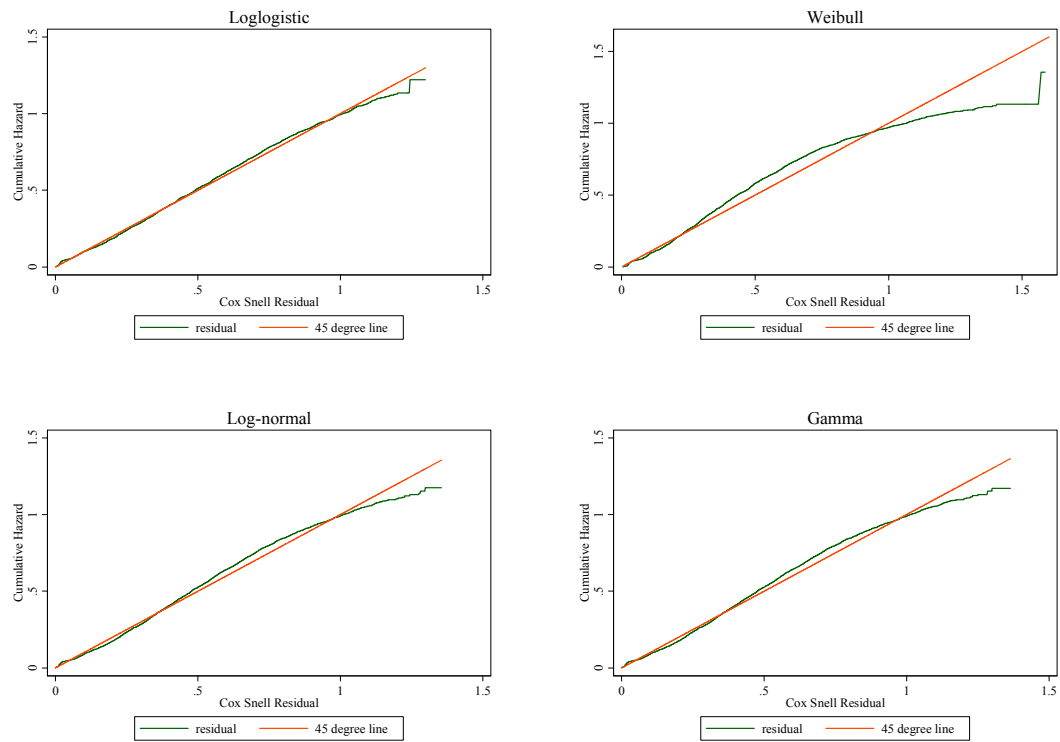 Loglogistic
Cumulative Hazard
0 .5 1 1.5
0 .5 1 1.5
Cox Snell Residual
residual 45 degree line
Weibull
Cumulative Hazard
0 .5 1 1.5
0 .5 1 1.5
Cox Snell Residual
residual 45 degree line
Log-normal
Cumulative Hazard
0 .5 1 1.5
0 .5 1 1.5
Cox Snell Residual
residual 45 degree line
Gamma
Cumulative Hazard
0 .5 1 1.5
0 .5 1 1.5
Cox Snell Residual
residual 45 degree line